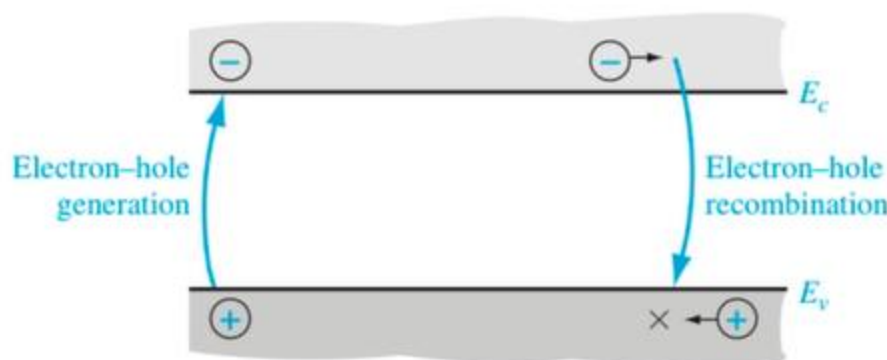 −
−
E_c
Electron–hole
generation
Electron–hole
recombination
E_v
+
×
+